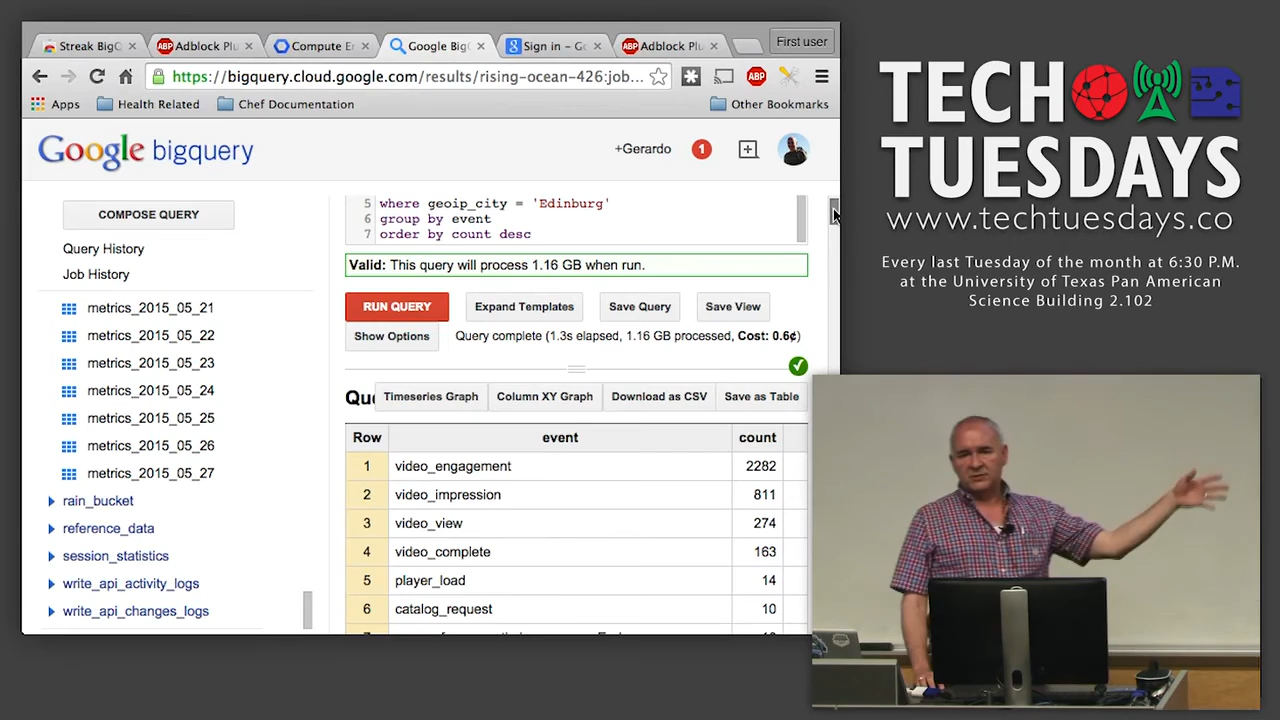 Streak BigQ
Adblock Plu
Compute En
Google BigQ
Sign in – Go
Adblock Plu
First user
https://bigquery.cloud.google.com/results/rising-ocean-426:job...
ABP
Apps
Health Related
Chef Documentation
Other Bookmarks
Google bigquery
+Gerardo
1
COMPOSE QUERY
Query History
Job History
metrics_2015_05_21
metrics_2015_05_22
metrics_2015_05_23
metrics_2015_05_24
metrics_2015_05_25
metrics_2015_05_26
metrics_2015_05_27
rain_bucket
reference_data
session_statistics
write_api_activity_logs
write_api_changes_logs
5 where geoip_city = 'Edinburg'
6 group by event
7 order by count desc
Valid: This query will process 1.16 GB when run.
RUN QUERY
Expand Templates
Save Query
Save View
Show Options
Query complete (1.3s elapsed, 1.16 GB processed, Cost: 0.6¢)
Que
Timeseries Graph
Column XY Graph
Download as CSV
Save as Table
Row event count
1 video_engagement 2282
2 video_impression 811
3 video_view 274
4 video_complete 163
5 player_load 14
6 catalog_request 10
TECH
TUESDAYS
www.techtuesdays.co
Every last Tuesday of the month at 6:30 P.M.
at the University of Texas Pan American
Science Building 2.102